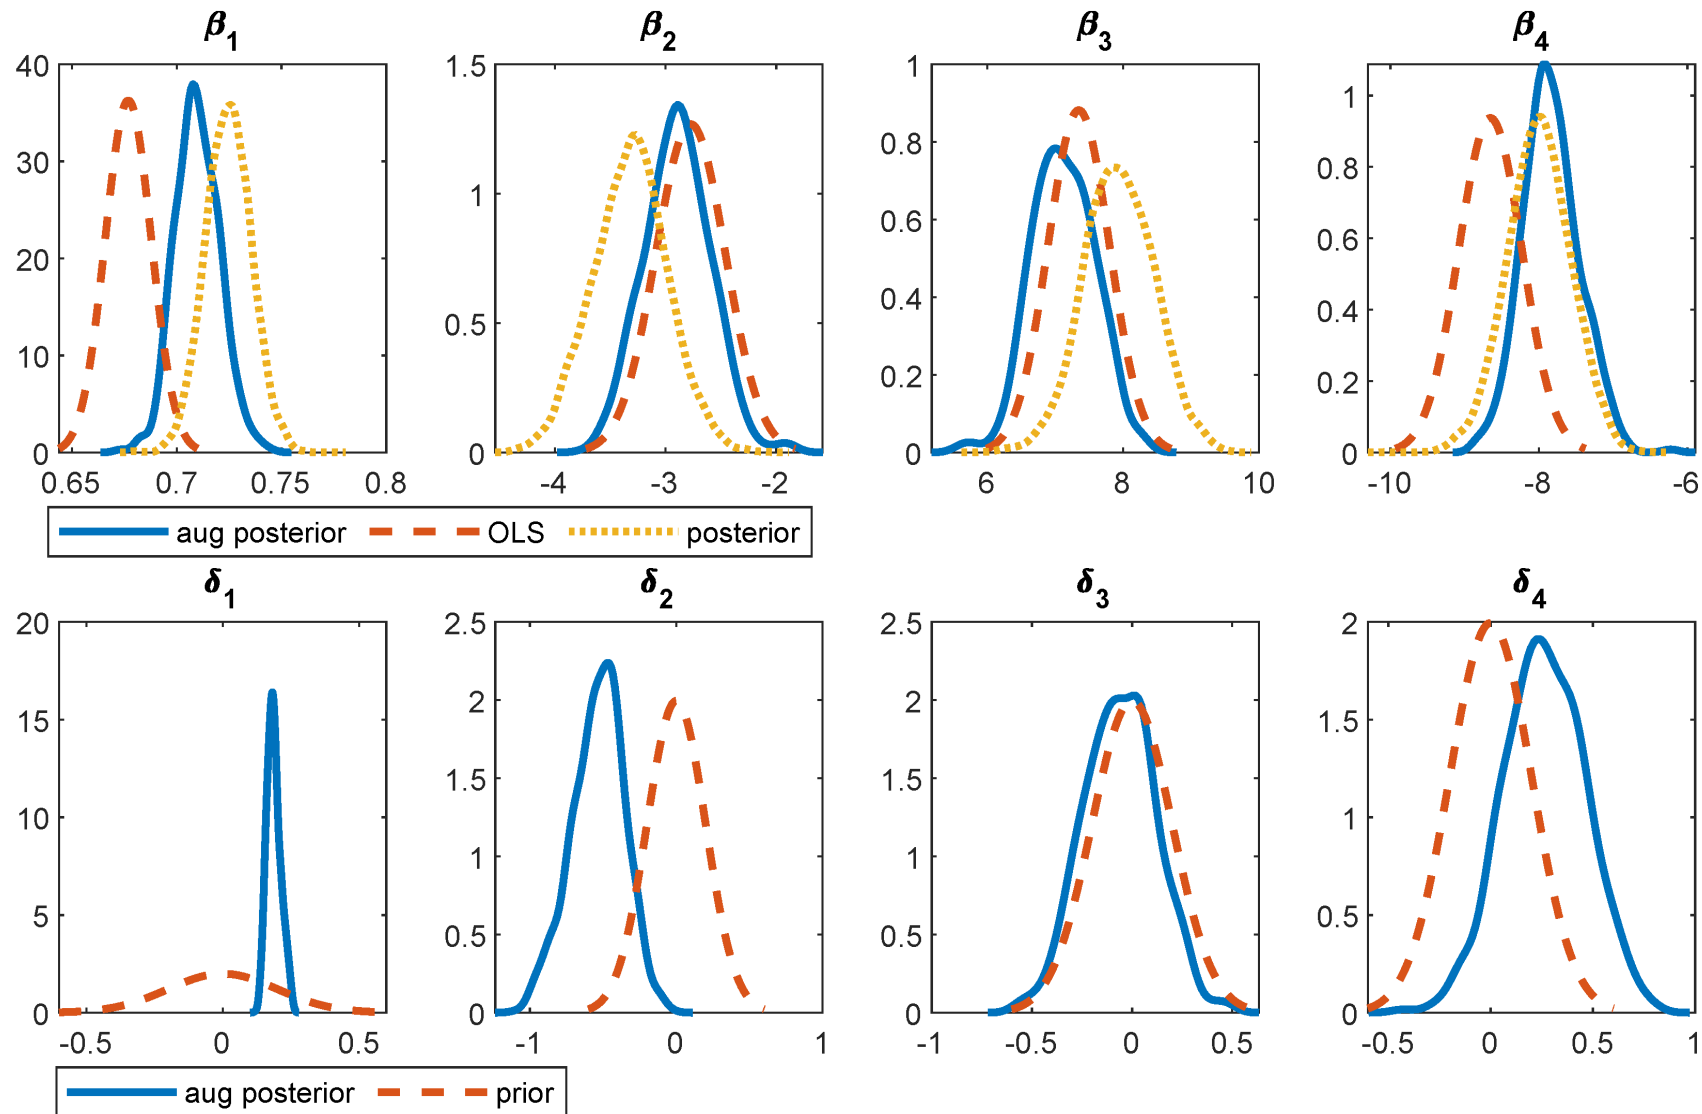 β1 β2 β3 β4
40 1.5 1
30 1 0.8 1
20 0.6 0.8
10 0.5 0.4 0.6
0.2 0.4
0.2
0 0 0 0
0.65 0.7 0.75 0.8 -4 -3 -2 6 8 10 -10 -8 -6
aug posterior OLS posterior
δ1 δ2 δ3 δ4
20 2.5 2.5 2
15 2 2 1.5
10 1.5 1.5 1
5 1 1 0.5
0.5 0.5
0 0 0 0
-0.5 0 0.5 -1 0 1 -1 -0.5 0 0.5 -0.5 0 0.5 1
aug posterior prior